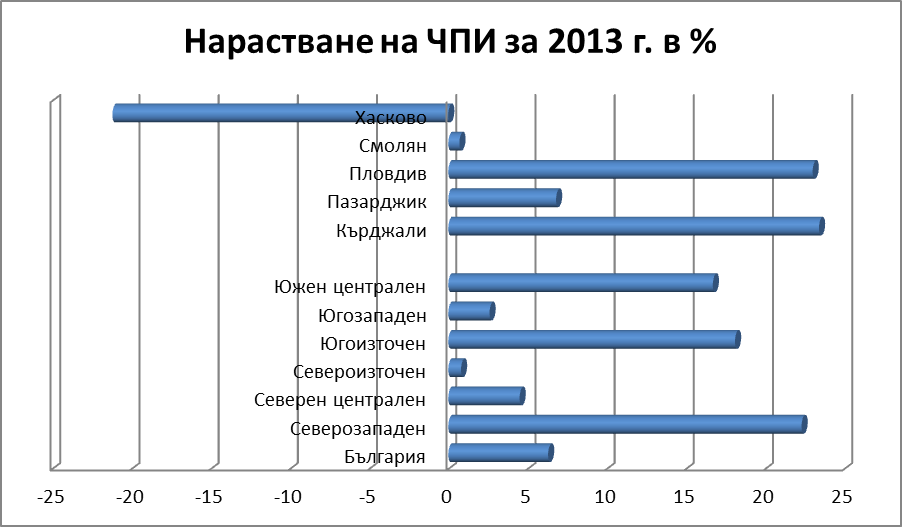 Нарастване на ЧПИ за 2013 г. в %
Хасково
Смолян
Пловдив
Пазарджик
Кърджали
Южен централен
Югозападен
Югоизточен
Североизточен
Северен централен
Северозападен
България
-25 -20 -15 -10 -5 0 5 10 15 20 25